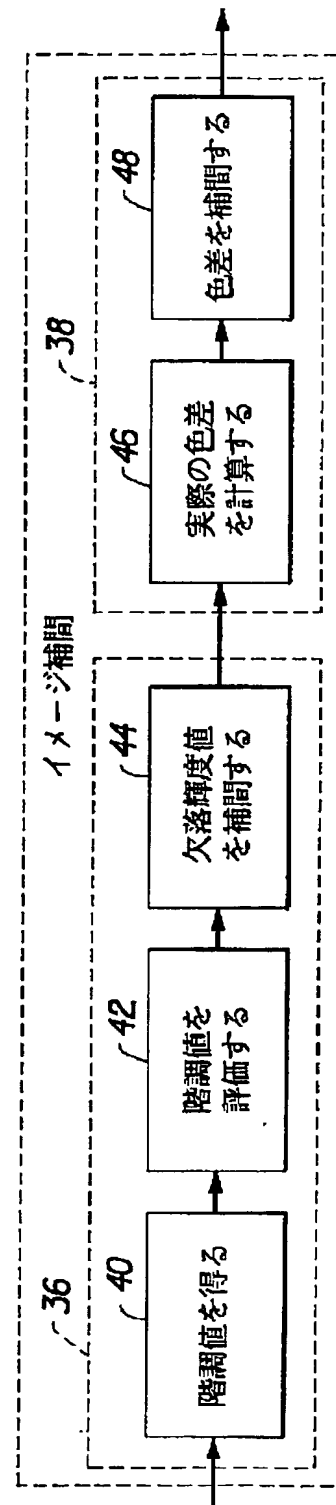 イメージ補間
36
40
階調値を得る
42
階調値を
評価する
44
欠落輝度値
を補間する
38
46
実際の色差
を計算する
48
色差を補間する